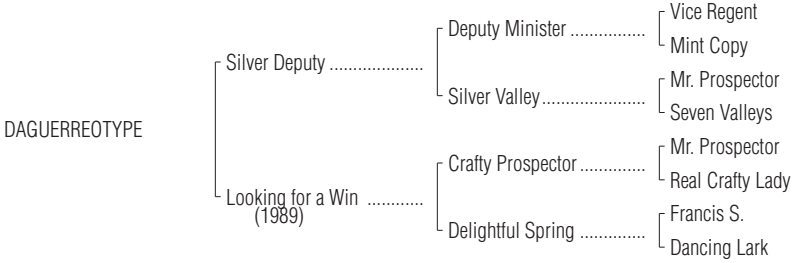 Vice Regent
Deputy Minister ................
Mint Copy
Silver Deputy ....................
Mr. Prospector
Silver Valley......................
Seven Valleys
DAGUERREOTYPE
Mr. Prospector
Crafty Prospector ..............
Real Crafty Lady
Looking for a Win ............
(1989)
Francis S.
Delightful Spring ..............
Dancing Lark